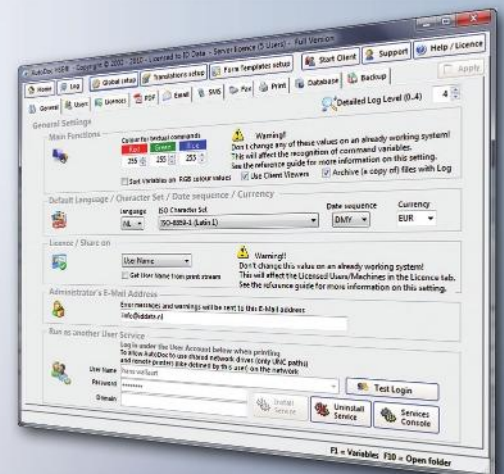 AutoDoc HSE® - Copyright © 2002 - 2010 - Licensed to ID Data - Server licence (5 Users) - Full Version
Home Log Global setup Translations setup Form Templates setup Start Client Support Help / Licence
General Users Licences PDF Email SMS Fax Print Database Backup Apply
General Settings
Detailed Log Level (0..4) 4
Main Functions
Colour for textual commands
Red Green Blue
255 255 255
Sort Variables on RGB colour values
Warning!
Don't change any of these values on an already working system!
This will affect the recognition of command variables.
See the reference guide for more information on this setting.
Use Client Viewers Archive (a copy of) files with Log
Default Language / Character Set / Date sequence / Currency
Language ISO Character Set Date sequence Currency
NL ISO-8859-1 (Latin 1) DMY EUR
Licence / Share on
User Name
Get User Name from print stream
Warning!!
Don't change this value on an already working system!
This will affect the Licensed Users/Machines in the Licence tab.
See the reference guide for more information on this setting.
Administrator's E-Mail Address
Error messages and warnings will be sent to this E-Mail address
info@iddata.nl
Run as another User
Service
Log in under the User Account below when printing
To allow AutoDoc to use shared network drives (only UNC paths)
and remote printers (like defined by this user) on the network
User Name
Password ********
Domain
Test Login
Install Service
Uninstall Service
Services Console
F1 = Variables F10 = Open folder